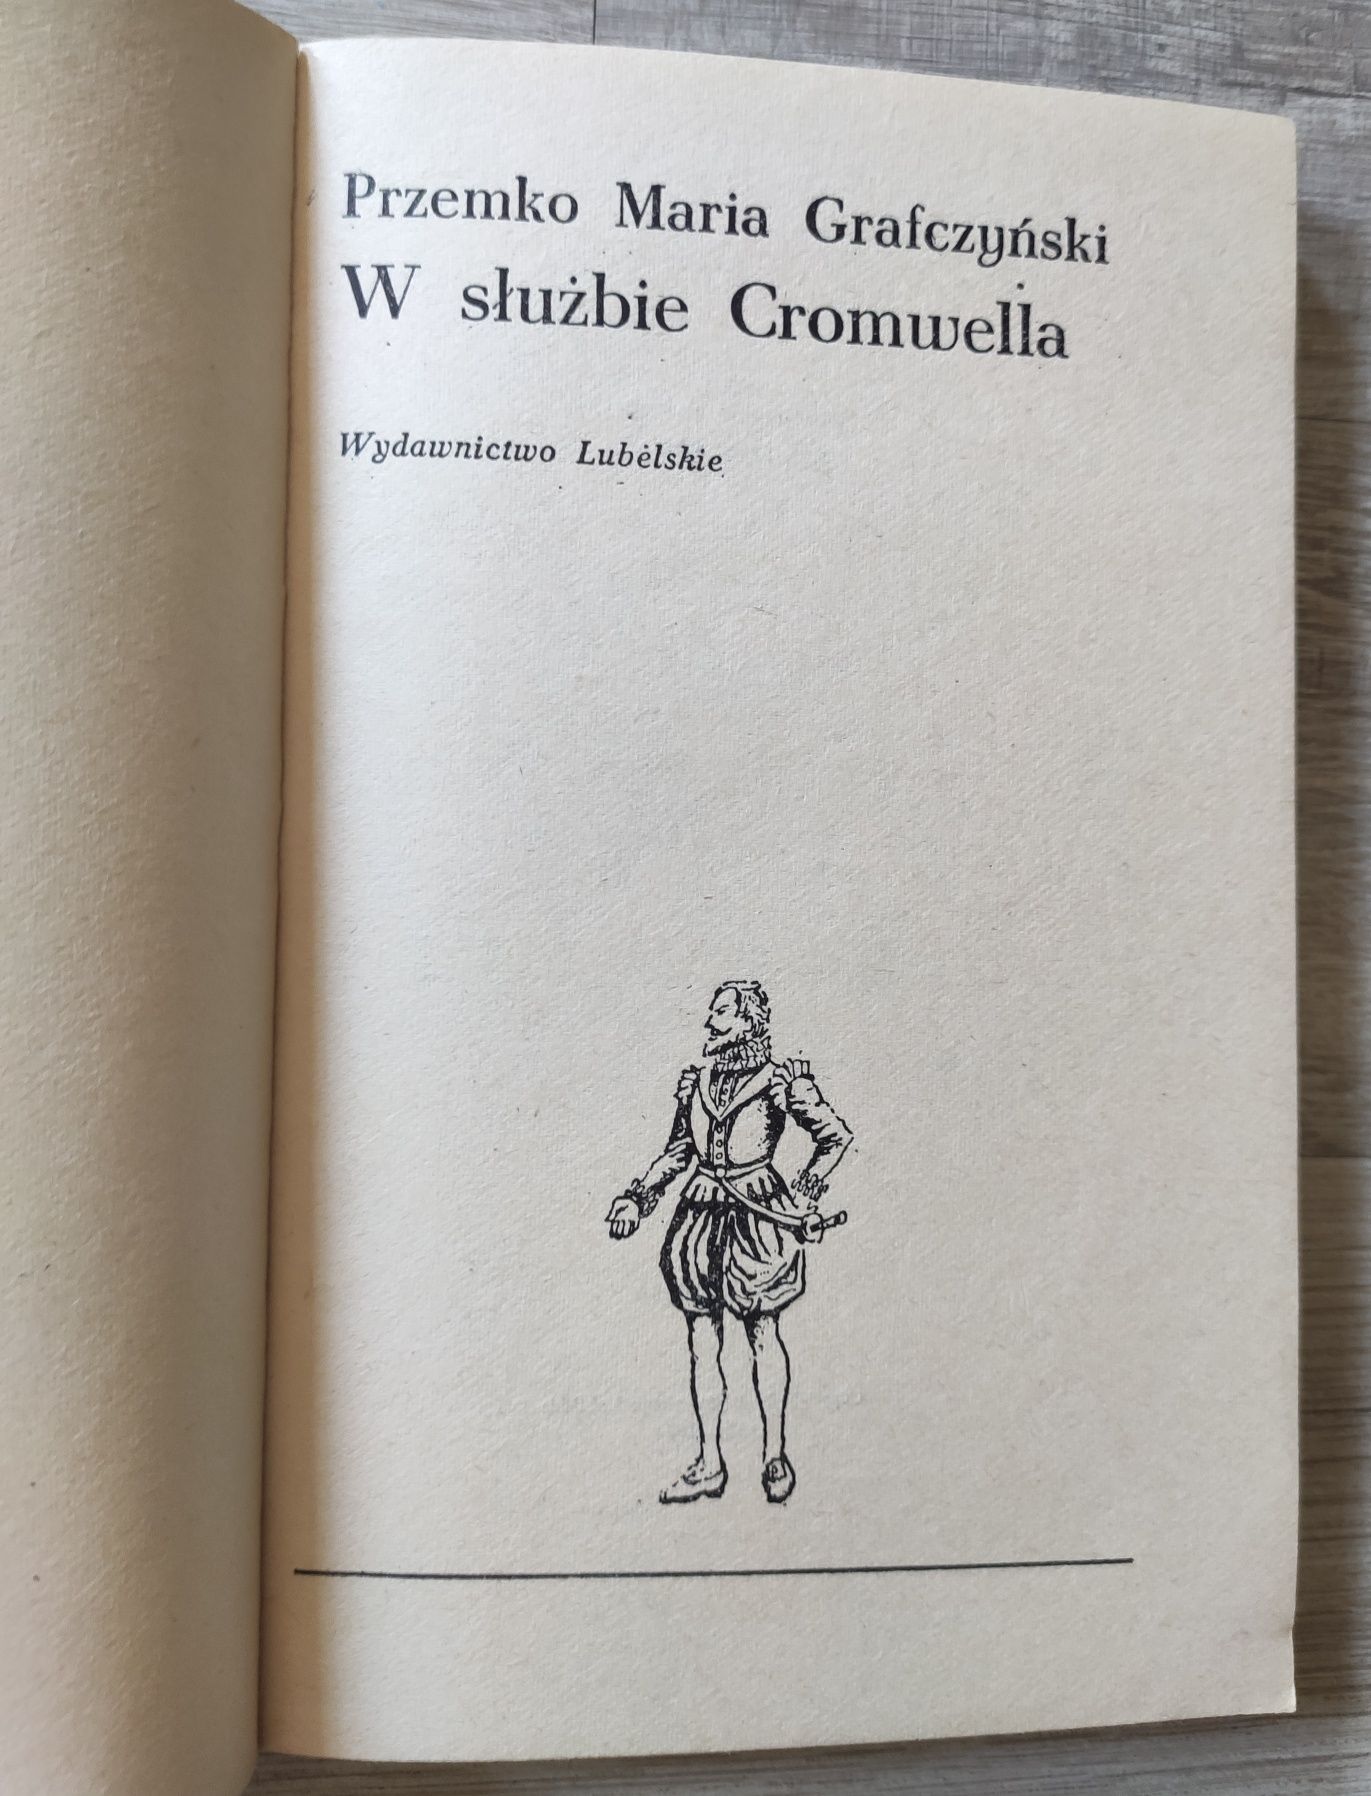 Przemko Maria Grafczyński
W służbie Cromwella
Wydawnictwo Lubelskie